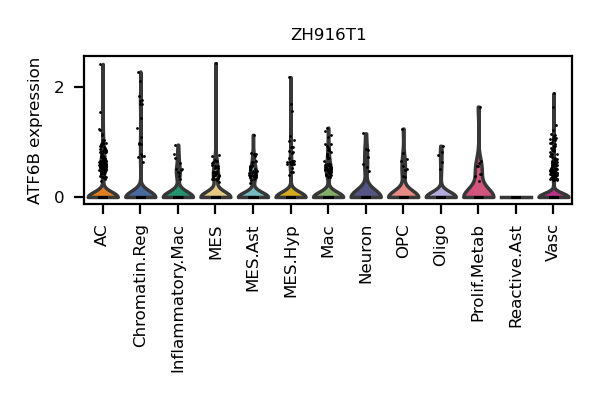 ZH916T1
ATF6B expression
2
0
AC
Chromatin.Reg
Inflammatory.Mac
MES
MES.Ast
MES.Hyp
Mac
Neuron
OPC
Oligo
Prolif.Metab
Reactive.Ast
Vasc